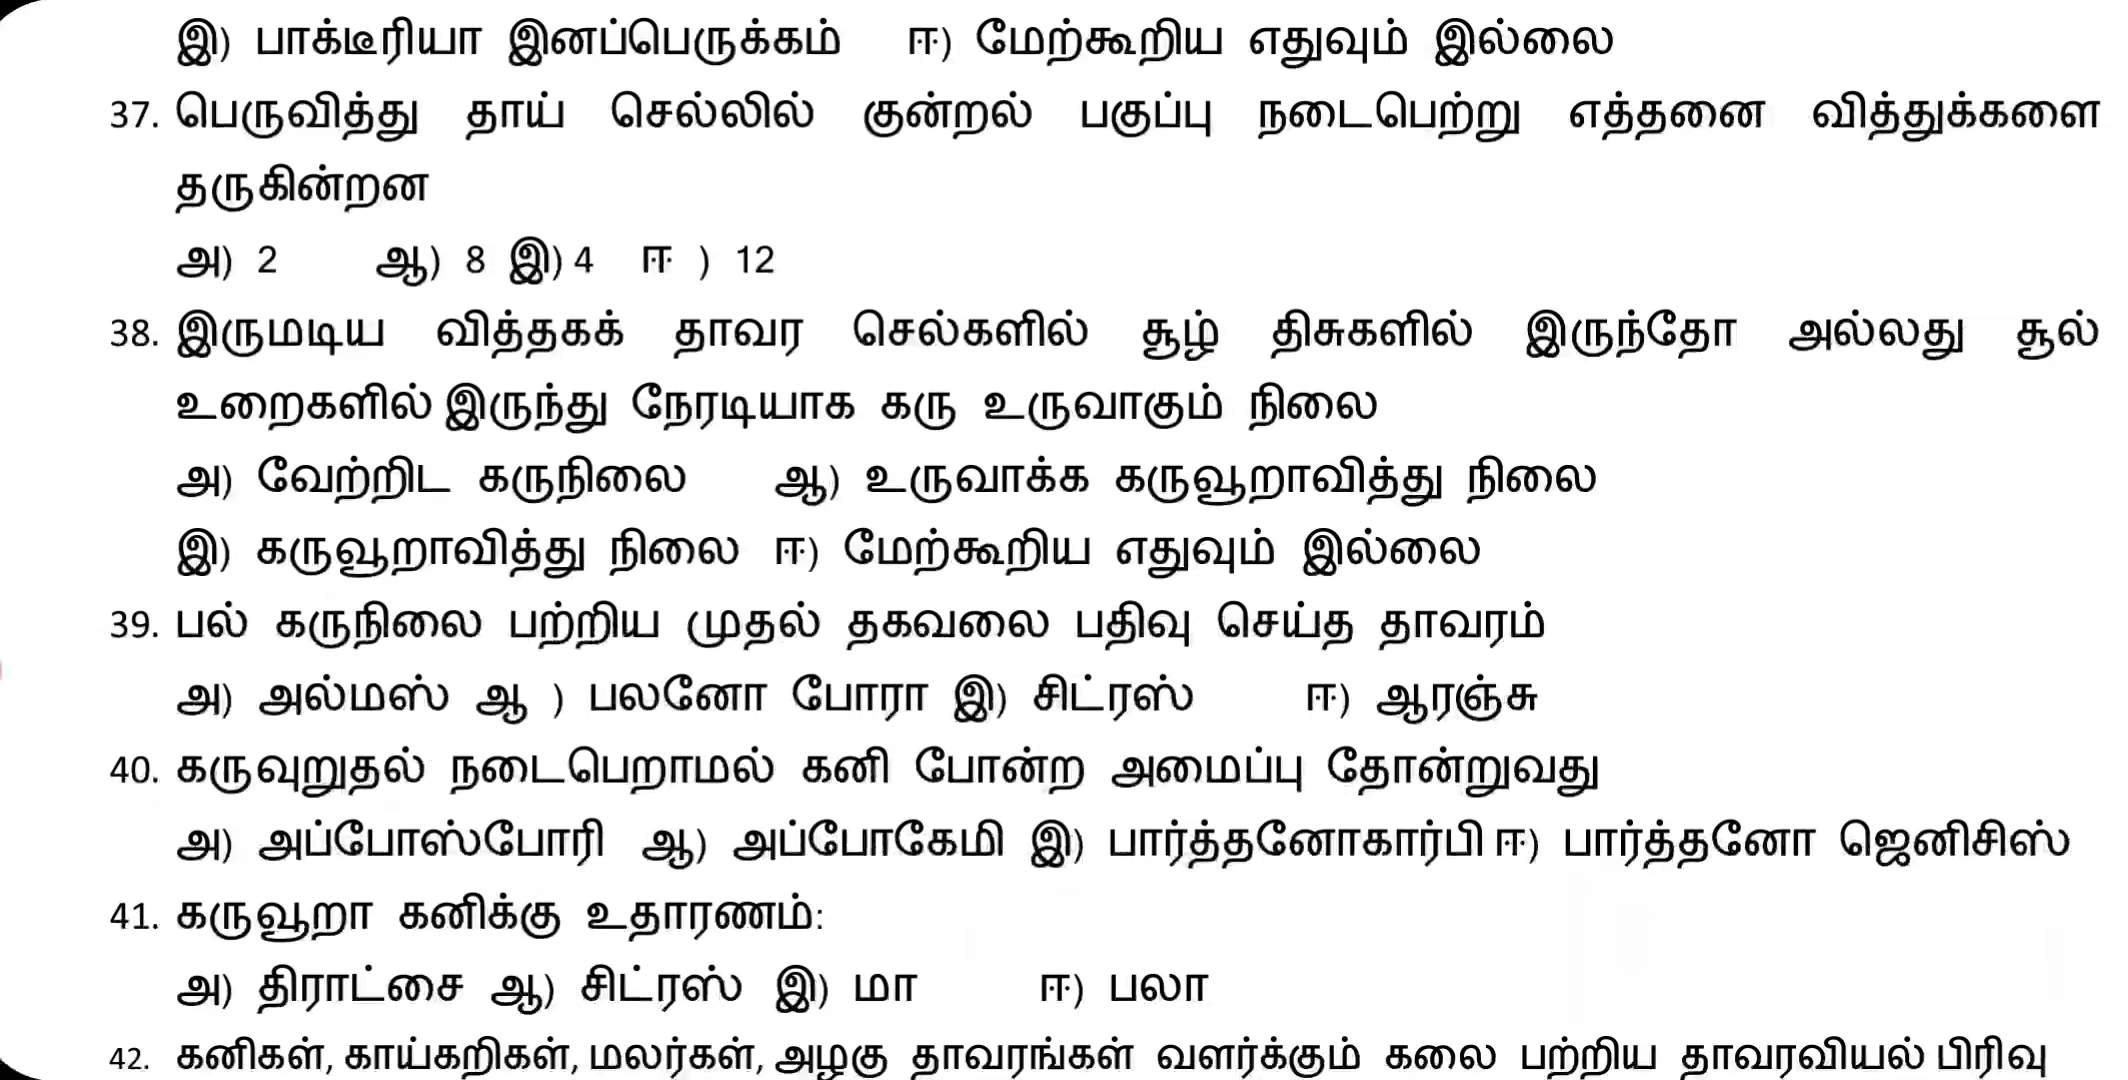 இ) பாக்டீரியா இனப்பெருக்கம் ஈ) மேற்கூறிய எதுவும் இல்லை
37. பெருவித்து தாய் செல்லில் குன்றல் பகுப்பு நடைபெற்று எத்தனை வித்துக்களை
தருகின்றன
அ) 2 ஆ) 8 இ) 4 ஈ ) 12
38. இருமடிய வித்தகக் தாவர செல்களில் சூழ் திசுகளில் இருந்தோ அல்லது சூல்
உறைகளில் இருந்து நேரடியாக கரு உருவாகும் நிலை
அ) வேற்றிட கருநிலை ஆ) உருவாக்க கருவூறாவித்து நிலை
இ) கருவூறாவித்து நிலை ஈ) மேற்கூறிய எதுவும் இல்லை
39. பல் கருநிலை பற்றிய முதல் தகவலை பதிவு செய்த தாவரம்
அ) அல்மஸ் ஆ ) பலனோ போரா இ) சிட்ரஸ் ஈ) ஆரஞ்சு
40. கருவுறுதல் நடைபெறாமல் கனி போன்ற அமைப்பு தோன்றுவது
அ) அப்போஸ்போரி ஆ) அப்போகேமி இ) பார்த்தனோகார்பி ஈ) பார்த்தனோ ஜெனிசிஸ்
41. கருவூறா கனிக்கு உதாரணம்:
அ) திராட்சை ஆ) சிட்ரஸ் இ) மா ஈ) பலா
42. கனிகள், காய்கறிகள், மலர்கள், அழகு தாவரங்கள் வளர்க்கும் கலை பற்றிய தாவரவியல் பிரிவு